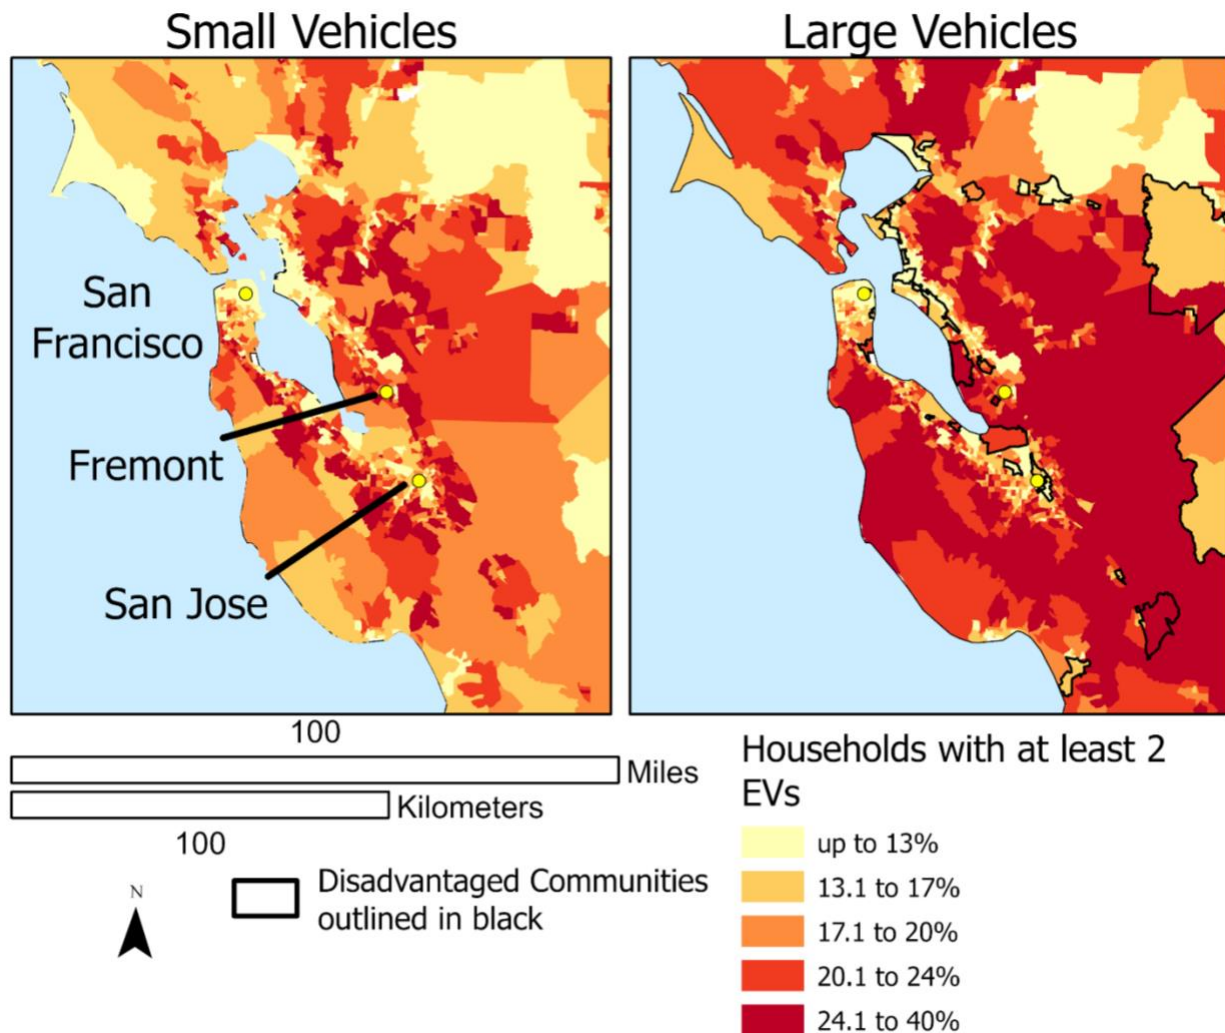 Small Vehicles
Large Vehicles
San
Francisco
Fremont
San Jose
100
Miles
Kilometers
100
N
Disadvantaged Communities
outlined in black
Households with at least 2
EVs
up to 13%
13.1 to 17%
17.1 to 20%
20.1 to 24%
24.1 to 40%